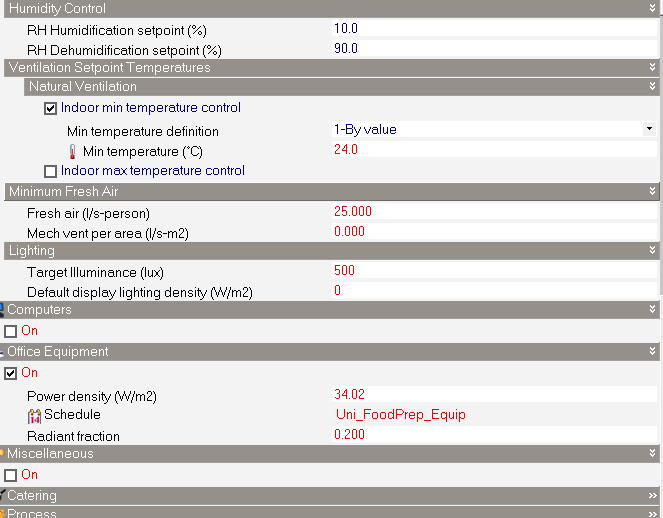 Humidity Control
RH Humidification setpoint (%) 10.0
RH Dehumidification setpoint (%) 90.0
Ventilation Setpoint Temperatures
Natural Ventilation
Indoor min temperature control
Min temperature definition 1-By value
Min temperature (°C) 24.0
Indoor max temperature control
Minimum Fresh Air
Fresh air (l/s-person) 25.000
Mech vent per area (l/s-m2) 0.000
Lighting
Target Illuminance (lux) 500
Default display lighting density (W/m2) 0
Computers
On
Office Equipment
On
Power density (W/m2) 34.02
Schedule Uni_FoodPrep_Equip
Radiant fraction 0.200
Miscellaneous
On
Catering
Process